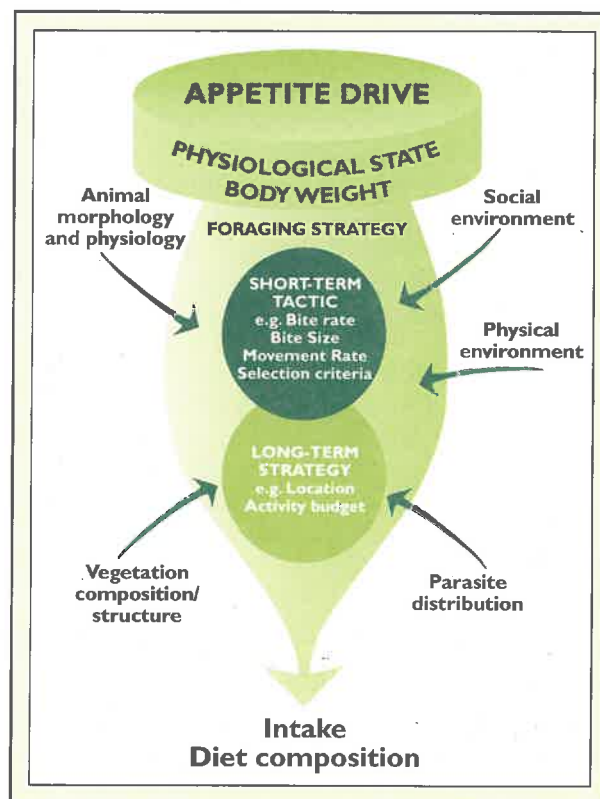 APPETITE DRIVE
PHYSIOLOGICAL STATE
BODY WEIGHT
Animal
morphology
and physiology
FORAGING STRATEGY
Social
environment
SHORT-TERM
TACTIC
e.g. Bite rate
Bite Size
Movement Rate
Selection criteria
Physical
environment
LONG-TERM
STRATEGY
e.g. Location
Activity budget
Vegetation
composition/
structure
Parasite
distribution
Intake
Diet composition